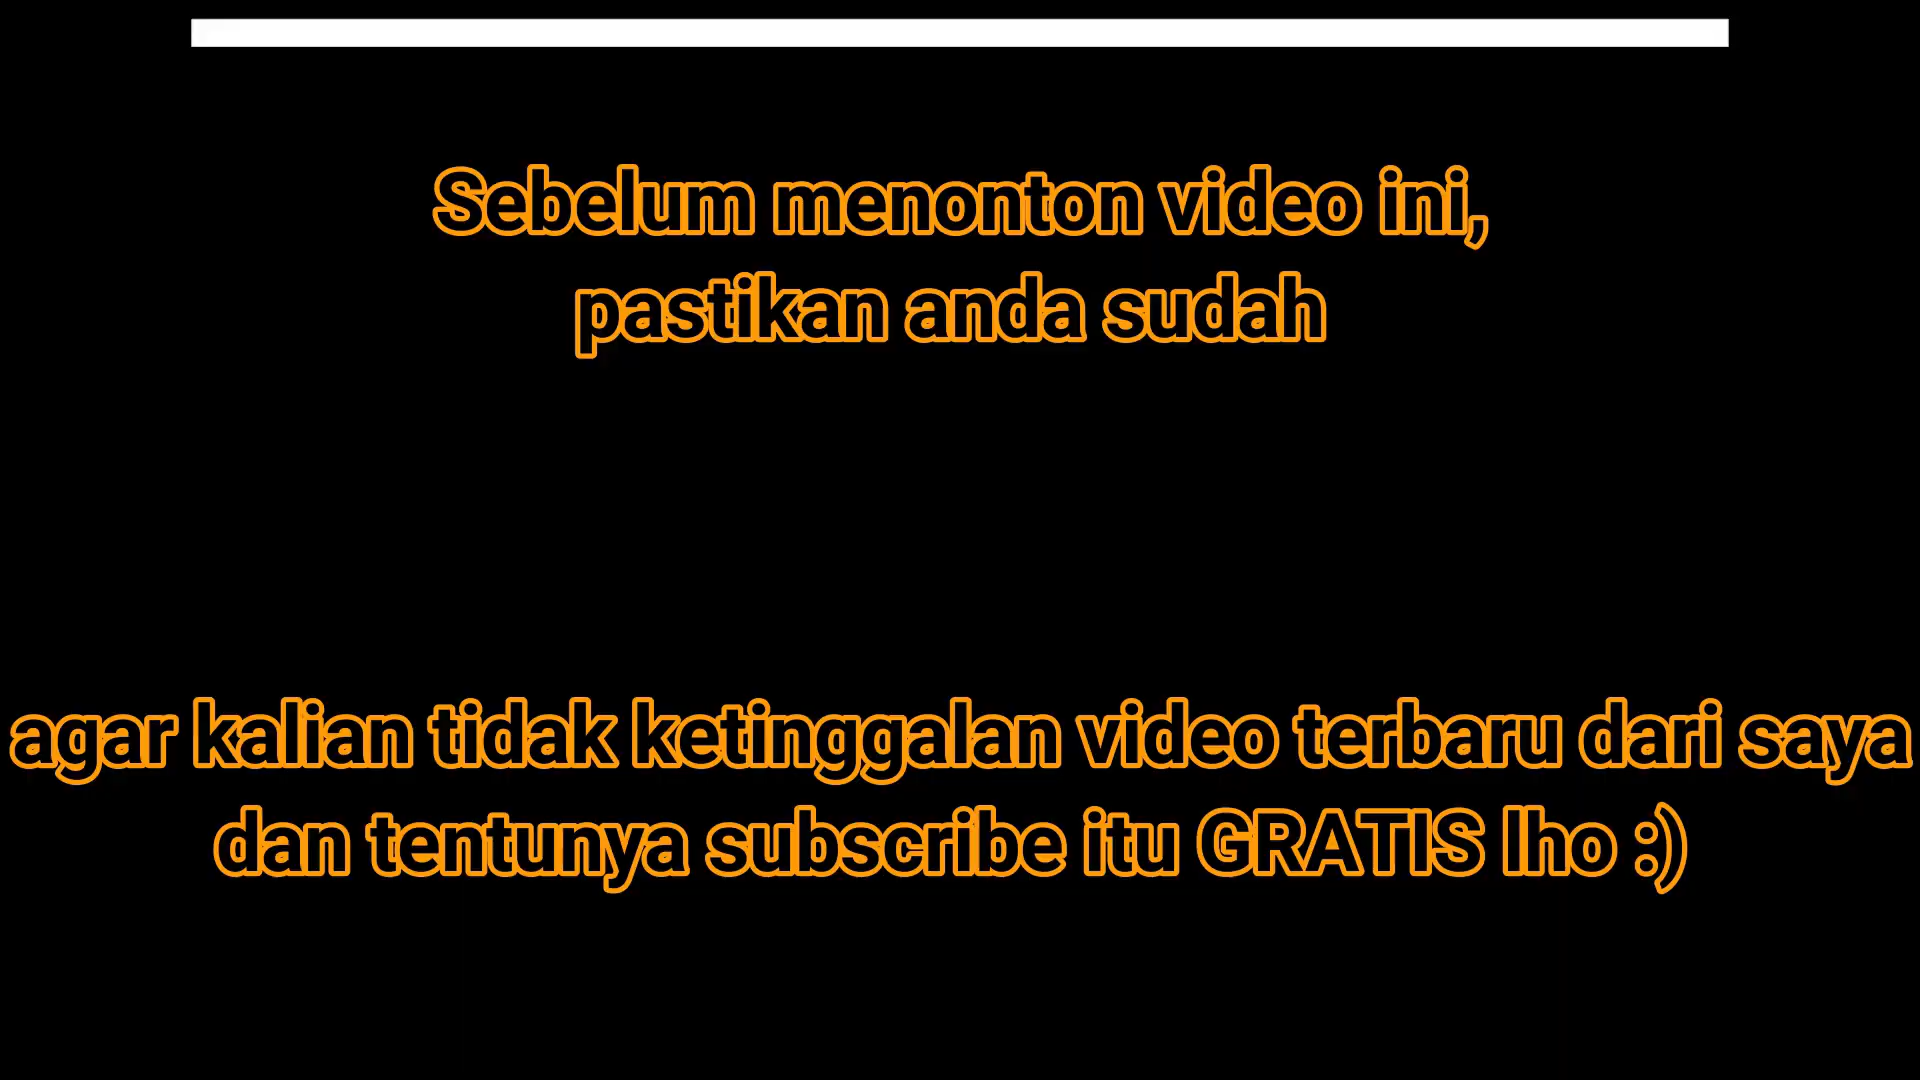 Sebelum menonton video ini,
pastikan anda sudah
agar kalian tidak ketinggalan video terbaru dari saya
dan tentunya subscribe itu GRATIS lho :)